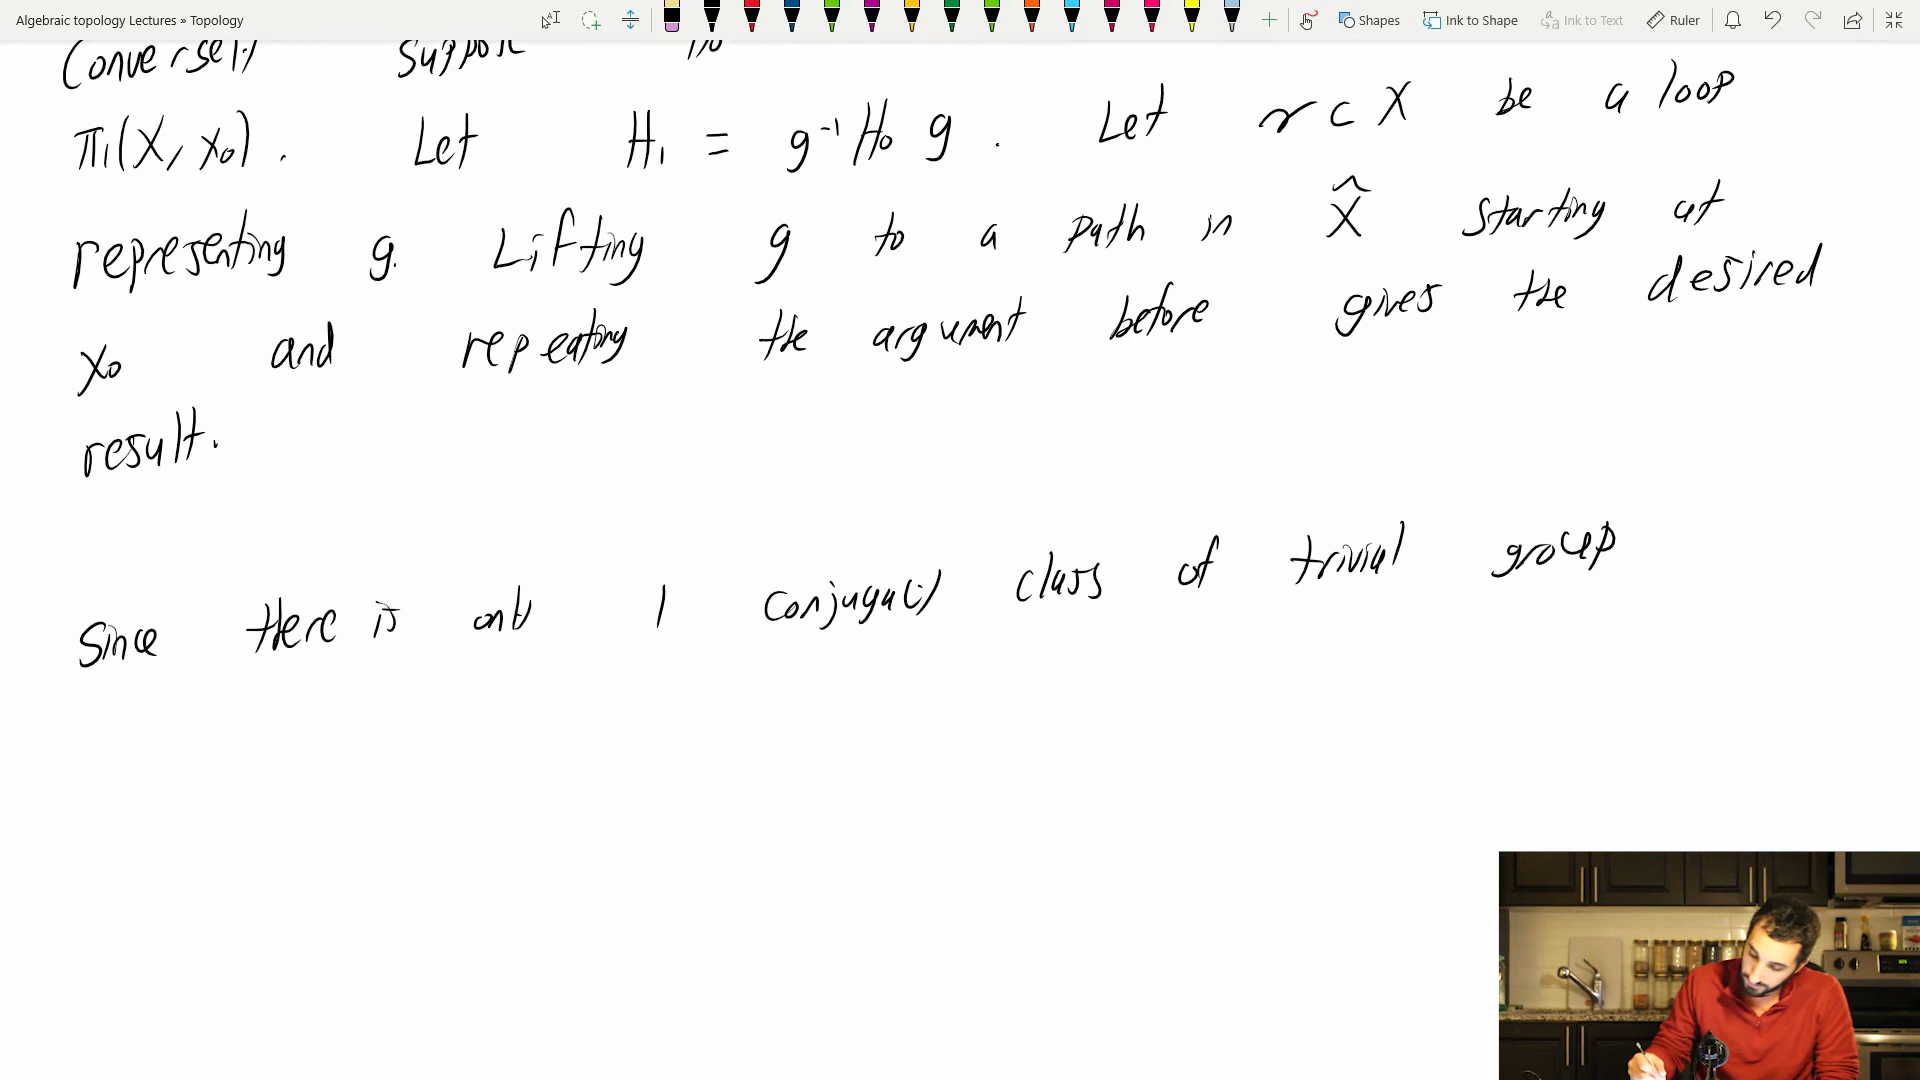 Algebraic topology Lectures » Topology
Shapes
Ink to Shape
Ink to Text
Ruler
Conversely suppose
π₁(X, x₀). Let H₁ = g⁻¹H₀g. Let γ ⊂ X be a loop
representing g. Lifting g to a path in X̂ starting at
x₀ and repeating the argument before gives the desired
result.
Since there is only 1 conjugacy class of trivial group